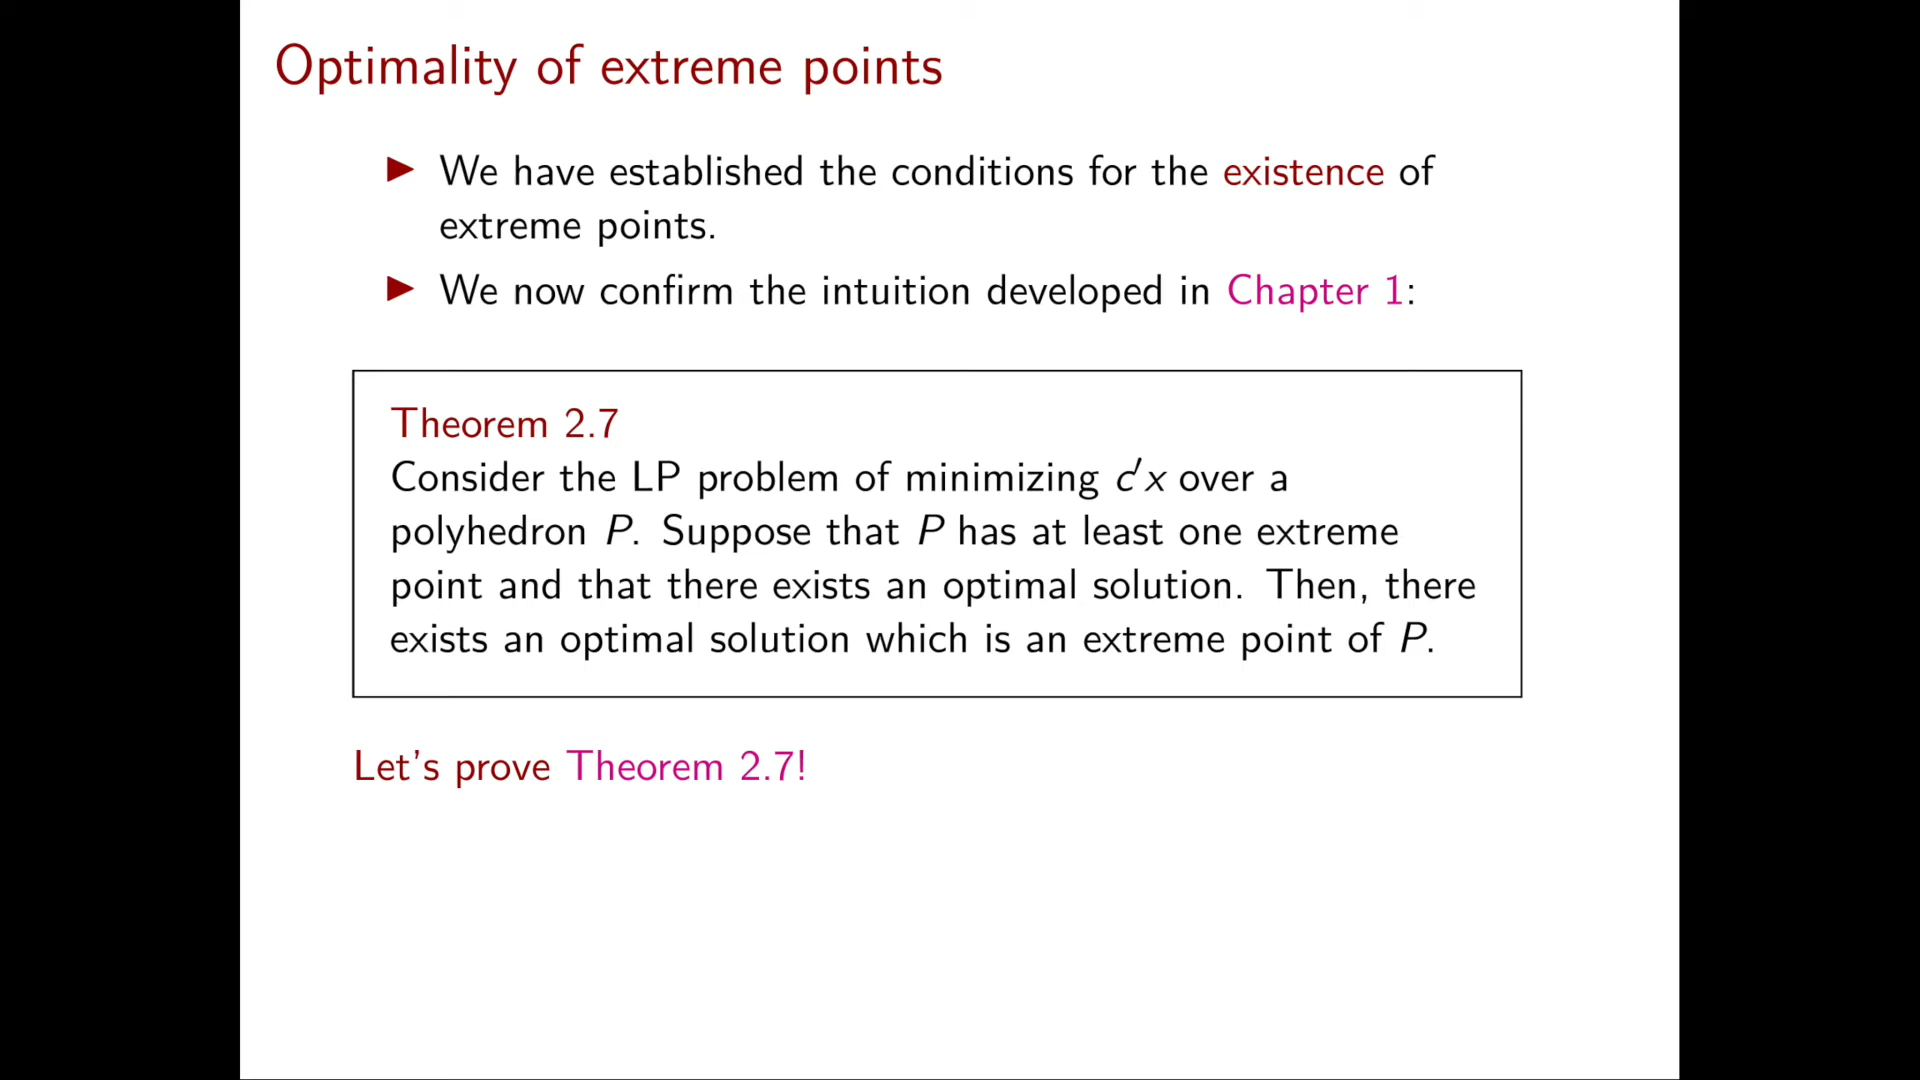 Optimality of extreme points
▶ We have established the conditions for the existence of
extreme points.
▶ We now confirm the intuition developed in Chapter 1:
Theorem 2.7
Consider the LP problem of minimizing c′x over a
polyhedron P. Suppose that P has at least one extreme
point and that there exists an optimal solution. Then, there
exists an optimal solution which is an extreme point of P.
Let's prove Theorem 2.7!